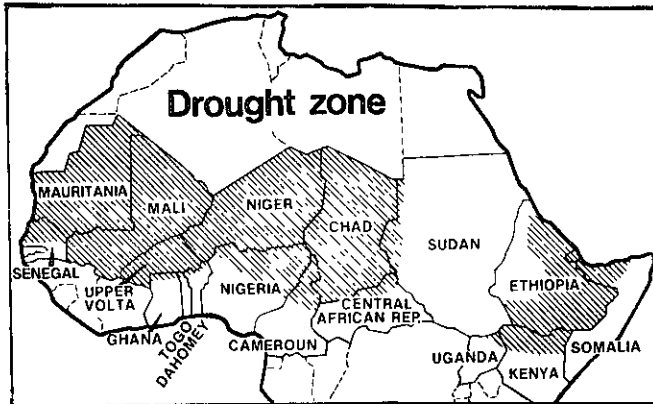 Drought zone
MAURITANIA
MALI
NIGER
CHAD
SUDAN
SENEGAL
UPPER
VOLTA
NIGERIA
ETHIOPIA
CENTRAL
AFRICAN REP.
GHANA
TOGO
DAHOMEY
CAMEROUN
UGANDA
SOMALIA
KENYA